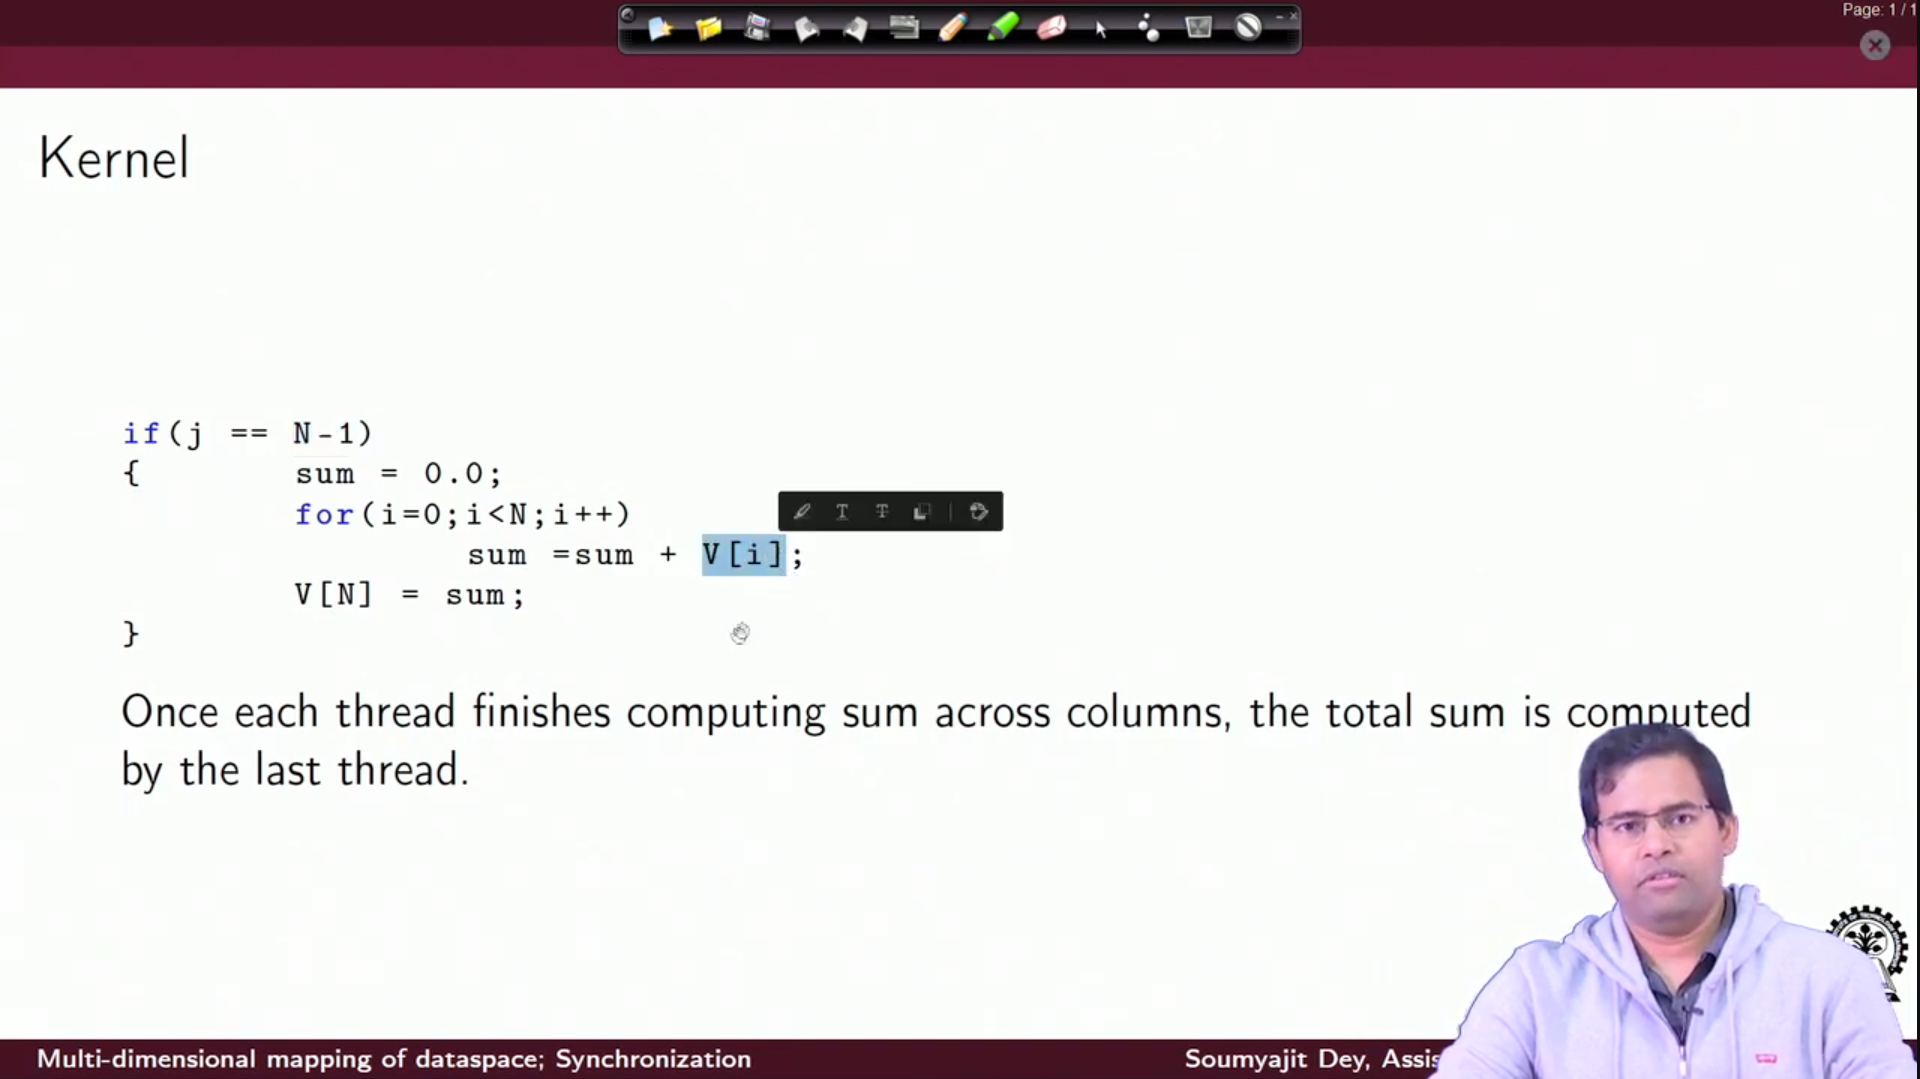 Page: 1 / 1
Kernel
if(j == N-1)
{ sum = 0.0;
for(i=0;i<N;i++)
sum =sum + V[i];
V[N] = sum;
}
Once each thread finishes computing sum across columns, the total sum is computed
by the last thread.
Multi-dimensional mapping of dataspace; Synchronization
Soumyajit Dey,